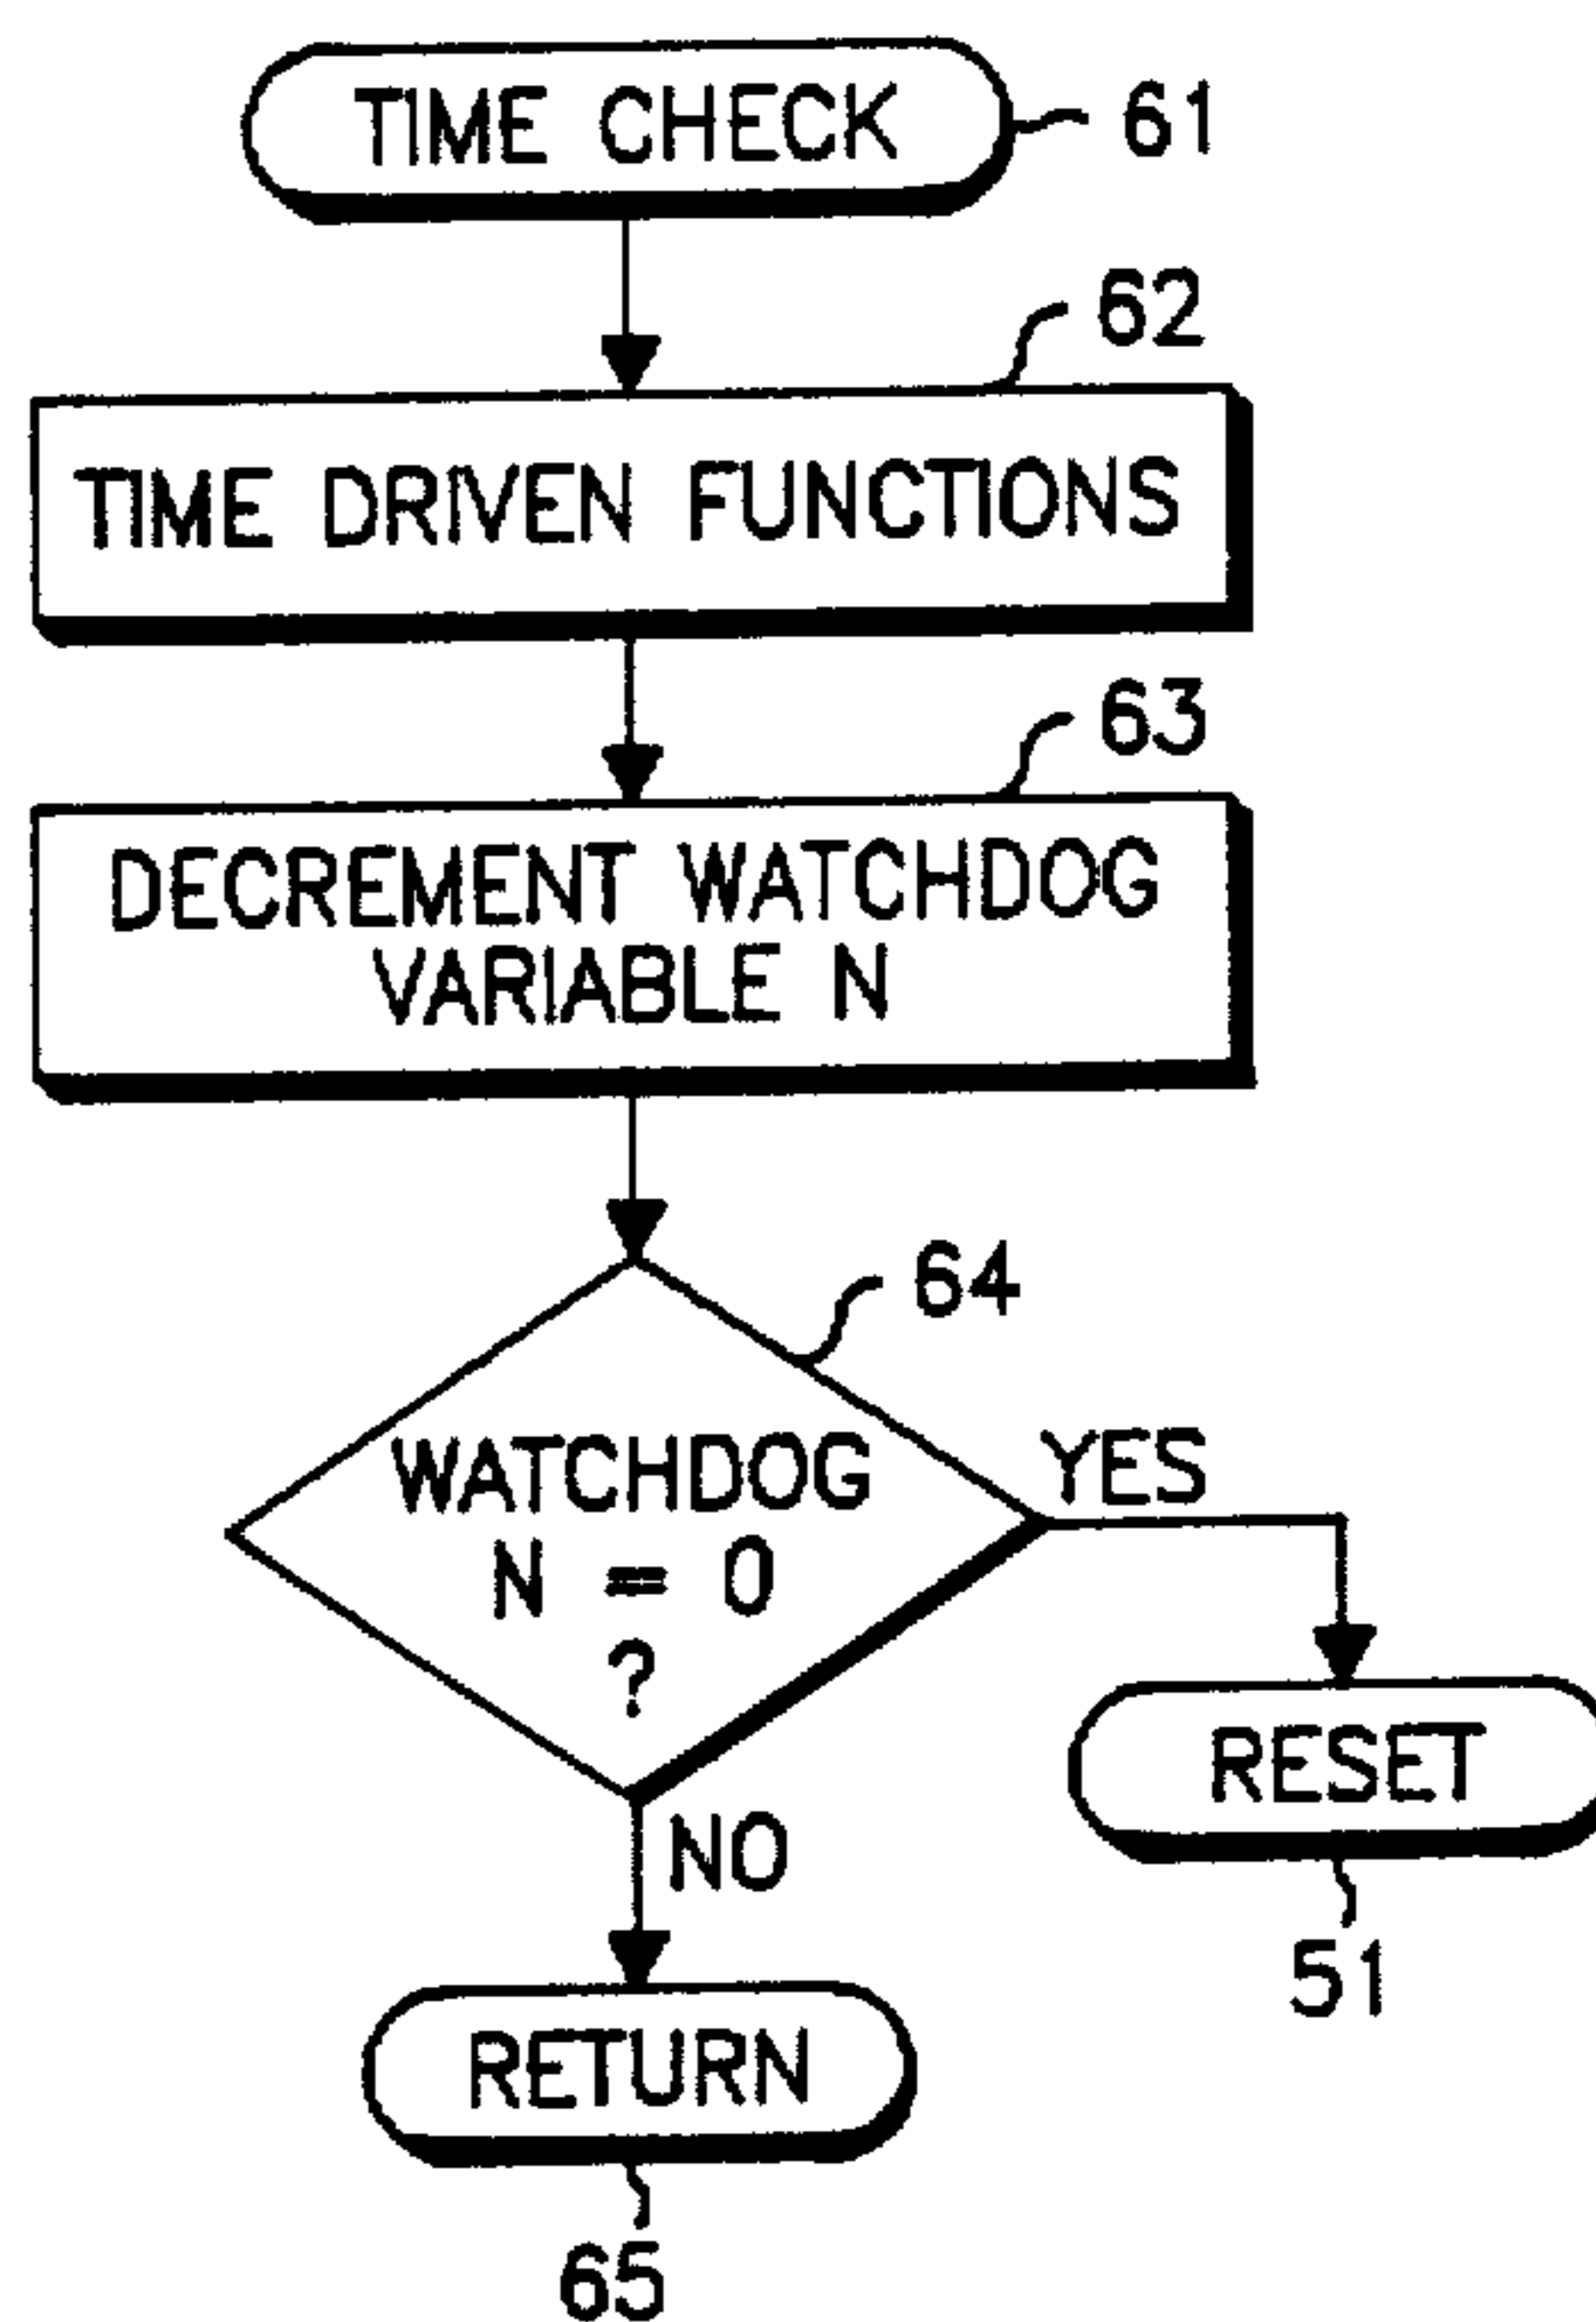 TIME CHECK
61
62
TIME DRIVEN FUNCTIONS
63
DECREMENT WATCHDOG
VARIABLE N
64
WATCHDOG
N = 0
?
YES
RESET
51
NO
RETURN
65